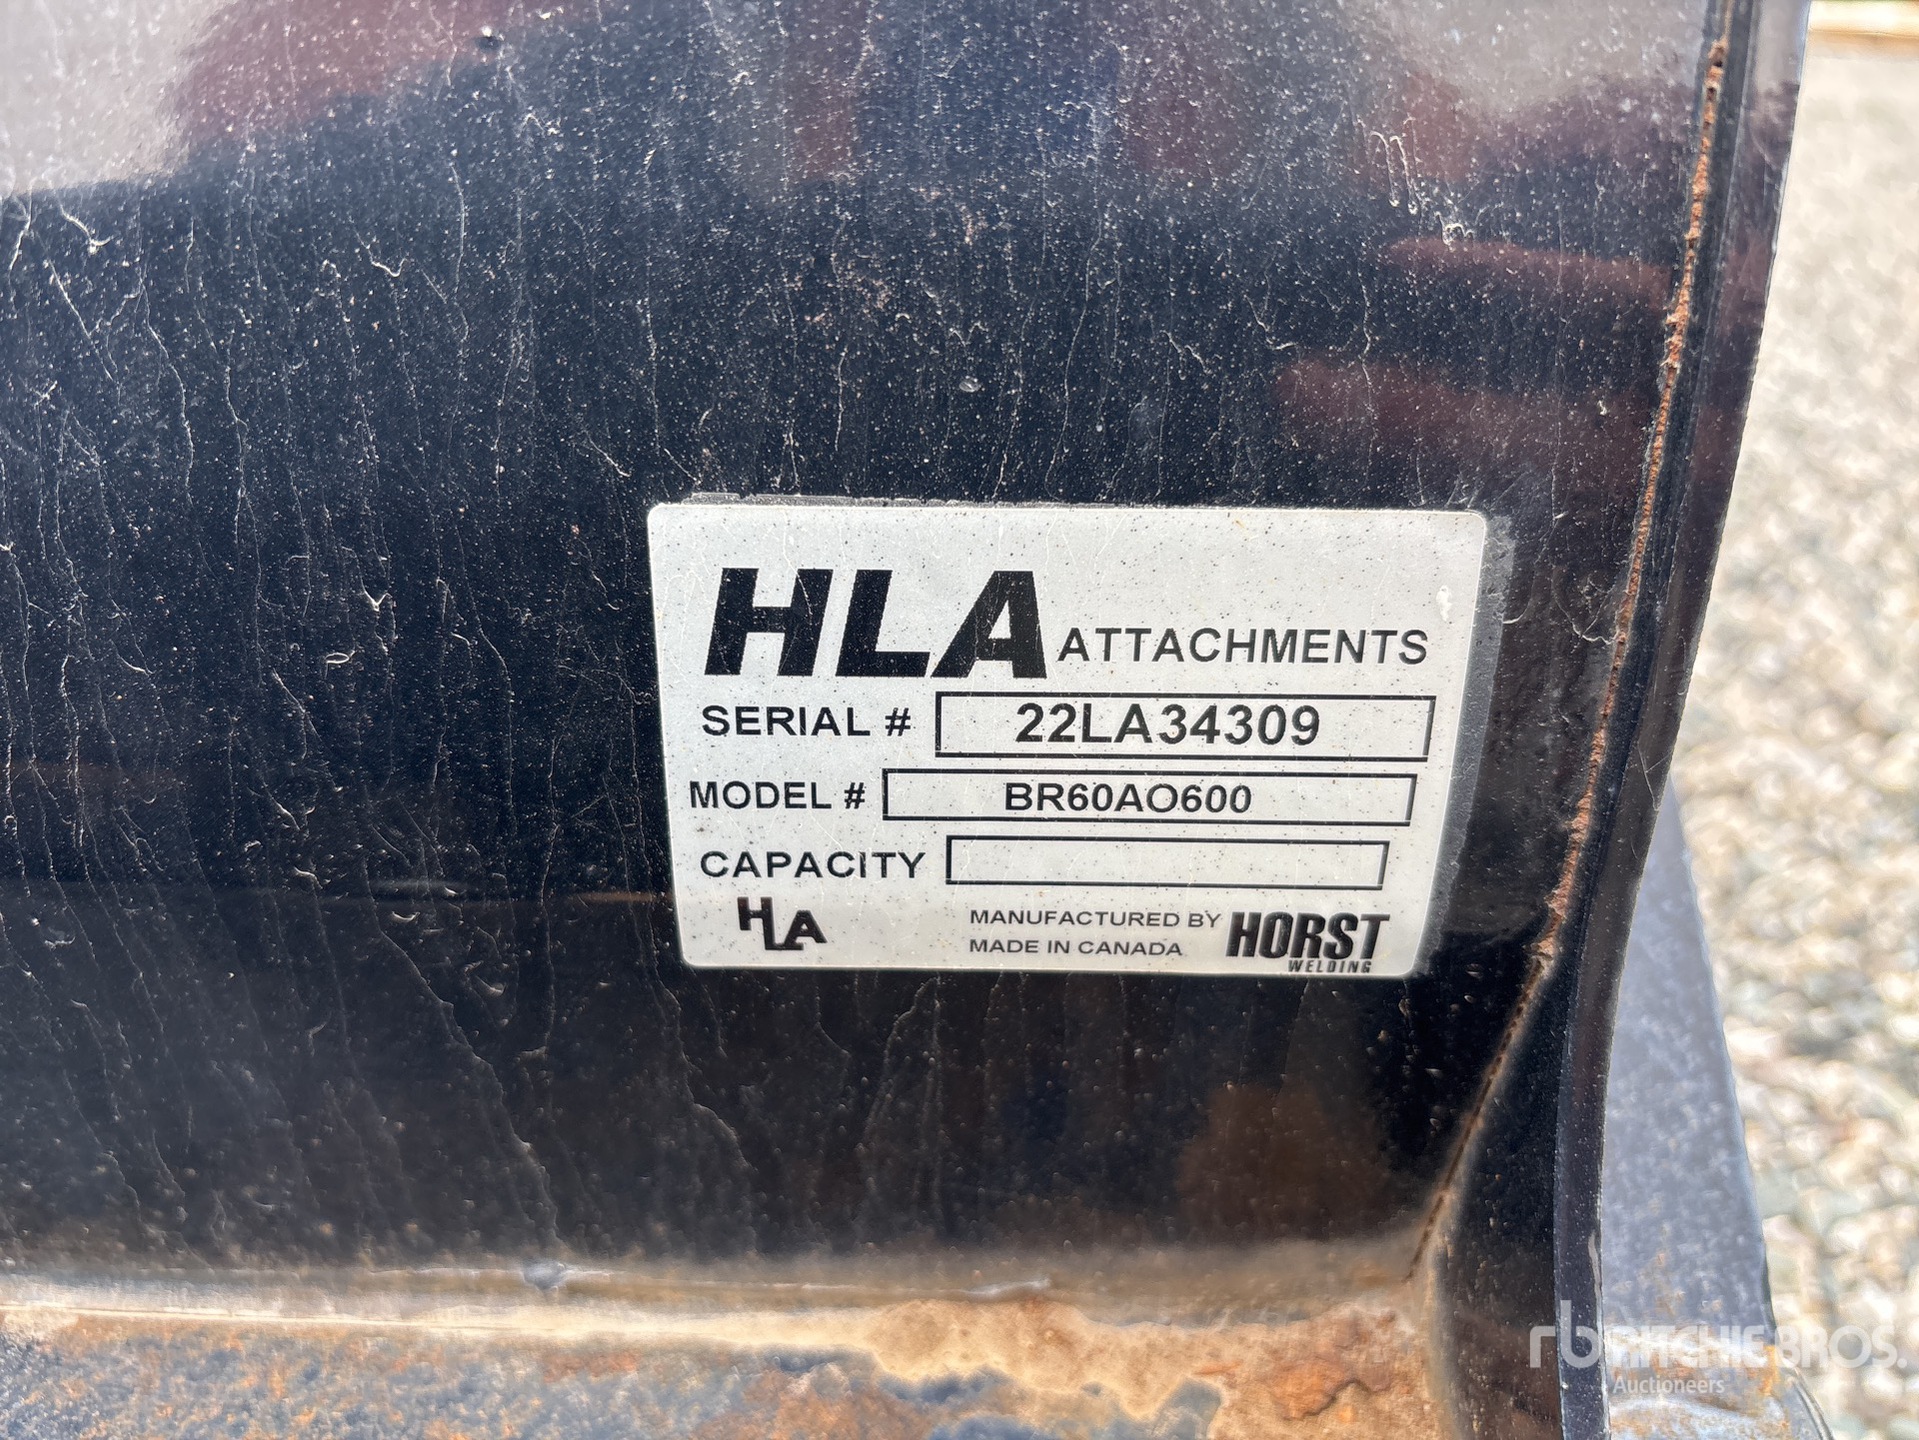 HLA ATTACHMENTS
SERIAL # 22LA34309
MODEL # BR60AO600
CAPACITY
HLA
MANUFACTURED BY HORST
MADE IN CANADA WELDING
rb RITCHIE BROS.
Auctioneers